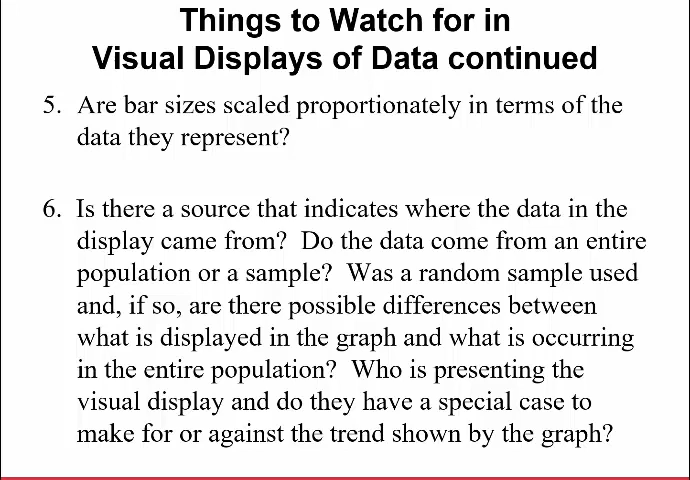 Things to Watch for in
Visual Displays of Data continued
5. Are bar sizes scaled proportionately in terms of the
data they represent?
6. Is there a source that indicates where the data in the
display came from? Do the data come from an entire
population or a sample? Was a random sample used
and, if so, are there possible differences between
what is displayed in the graph and what is occurring
in the entire population? Who is presenting the
visual display and do they have a special case to
make for or against the trend shown by the graph?